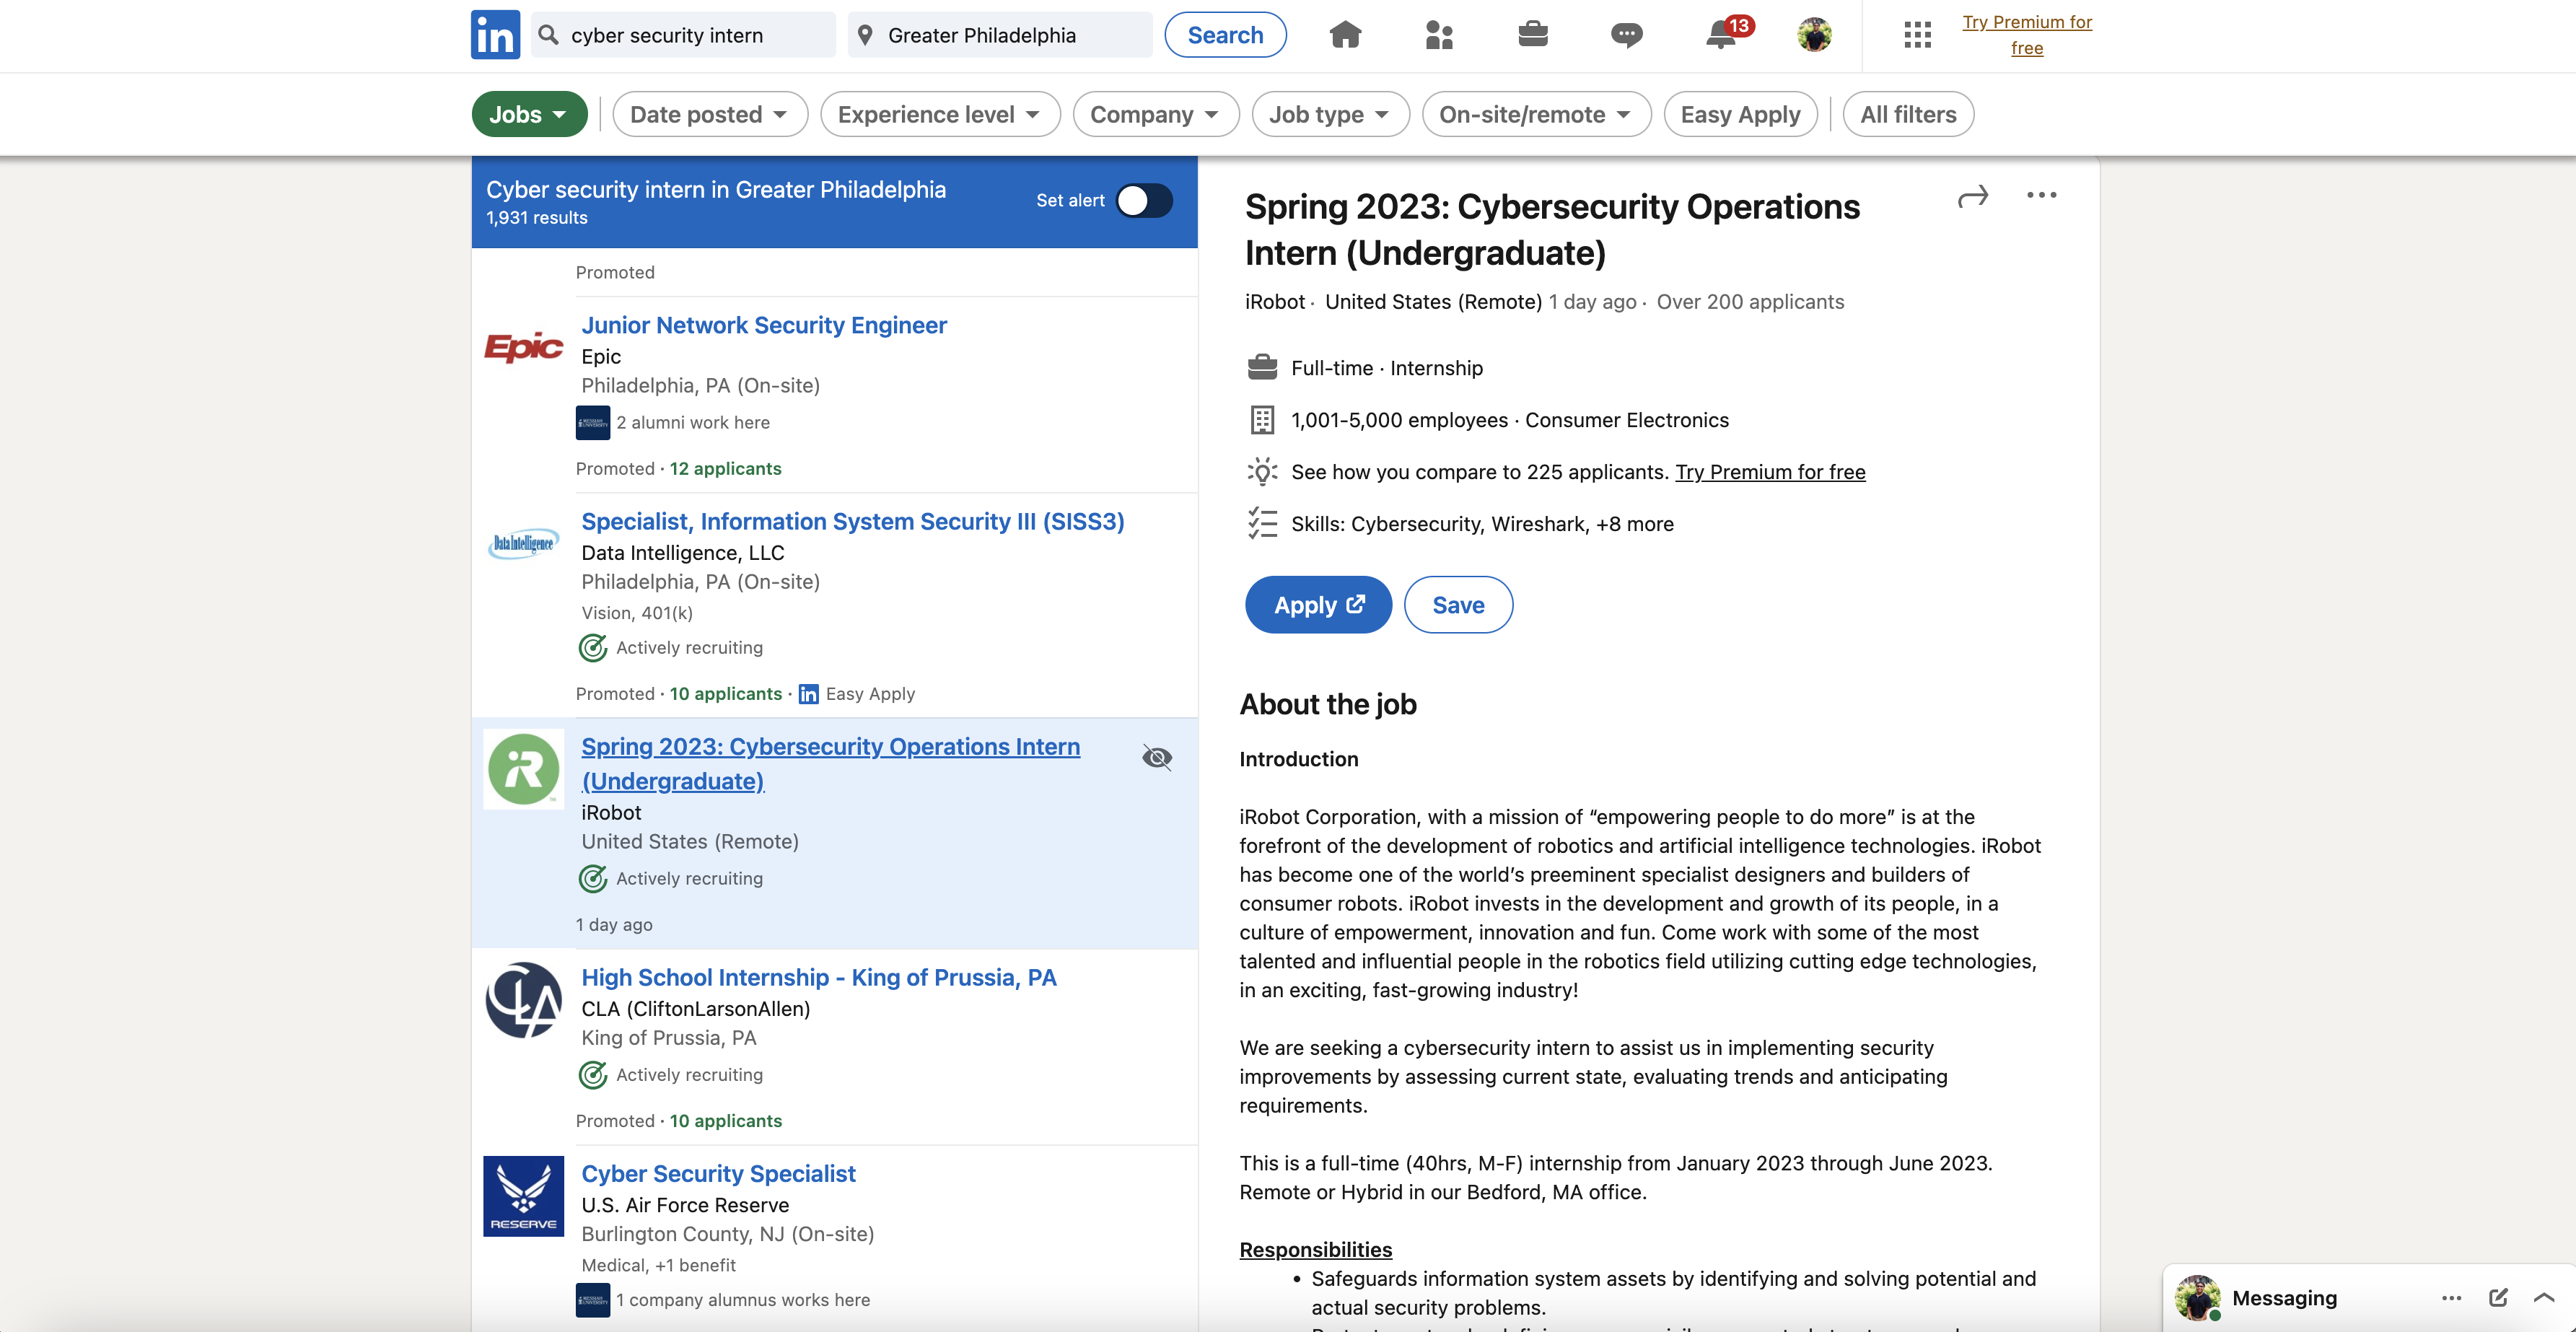 in
cyber security intern
Greater Philadelphia
Search
13
Try Premium for
free
Jobs
Date posted
Experience level
Company
Job type
On-site/remote
Easy Apply
All filters
Cyber security intern in Greater Philadelphia
1,931 results
Set alert
Promoted
Epic
Junior Network Security Engineer
Epic
Philadelphia, PA (On-site)
2 alumni work here
Promoted · 12 applicants
Data Intelligence
Specialist, Information System Security III (SISS3)
Data Intelligence, LLC
Philadelphia, PA (On-site)
Vision, 401(k)
Actively recruiting
Promoted · 10 applicants · in Easy Apply
iR
Spring 2023: Cybersecurity Operations Intern
(Undergraduate)
iRobot
United States (Remote)
Actively recruiting
1 day ago
CLA
High School Internship - King of Prussia, PA
CLA (CliftonLarsonAllen)
King of Prussia, PA
Actively recruiting
Promoted · 10 applicants
RESERVE
Cyber Security Specialist
U.S. Air Force Reserve
Burlington County, NJ (On-site)
Medical, +1 benefit
1 company alumnus works here
Spring 2023: Cybersecurity Operations
Intern (Undergraduate)
iRobot · United States (Remote) 1 day ago · Over 200 applicants
Full-time · Internship
1,001-5,000 employees · Consumer Electronics
See how you compare to 225 applicants. Try Premium for free
Skills: Cybersecurity, Wireshark, +8 more
Apply
Save
About the job
Introduction
iRobot Corporation, with a mission of “empowering people to do more” is at the
forefront of the development of robotics and artificial intelligence technologies. iRobot
has become one of the world’s preeminent specialist designers and builders of
consumer robots. iRobot invests in the development and growth of its people, in a
culture of empowerment, innovation and fun. Come work with some of the most
talented and influential people in the robotics field utilizing cutting edge technologies,
in an exciting, fast-growing industry!
We are seeking a cybersecurity intern to assist us in implementing security
improvements by assessing current state, evaluating trends and anticipating
requirements.
This is a full-time (40hrs, M-F) internship from January 2023 through June 2023.
Remote or Hybrid in our Bedford, MA office.
Responsibilities
• Safeguards information system assets by identifying and solving potential and
actual security problems.
Messaging